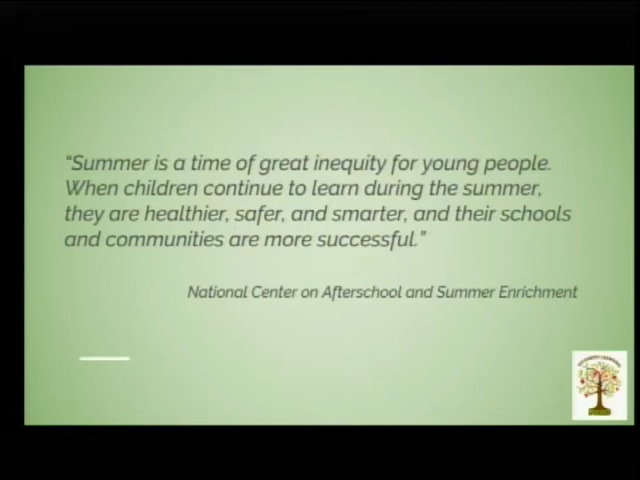 “Summer is a time of great inequity for young people.
When children continue to learn during the summer,
they are healthier, safer, and smarter, and their schools
and communities are more successful.”
National Center on Afterschool and Summer Enrichment